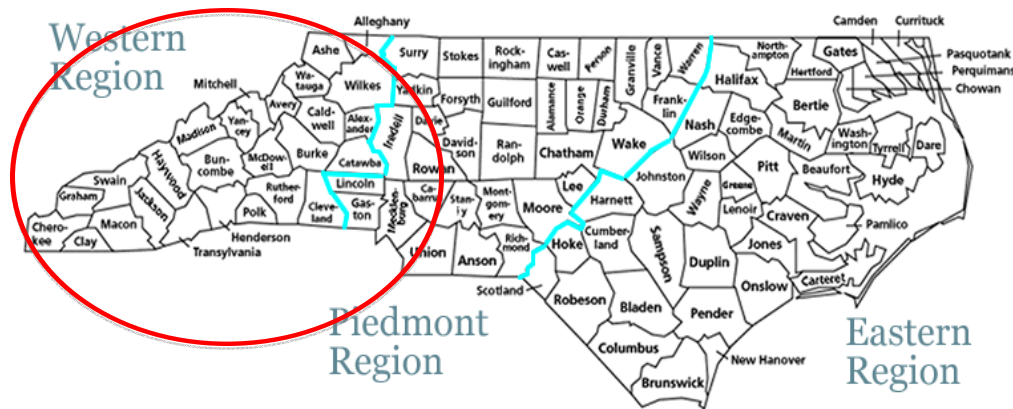 Western
Region
Alleghany
Camden
Currituck
Ashe
Surry
Stokes
Rock-
ingham
Cas-
well
Person
Granville
Vance
Warren
North-
ampton
Gates
Pasquotank
Perquimans
Chowan
Mitchell
Wa-
tauga
Wilkes
Yadkin
Forsyth
Guilford
Alamance
Orange
Durham
Frank-
lin
Halifax
Hertford
Bertie
Avery
Cald-
well
Alex-
ander
Iredell
Davie
Nash
Edge-
combe
Martin
Wash-
ington
Tyrrell
Dare
Madison
Yan-
cey
Burke
Catawba
Rowan
David-
son
Ran-
dolph
Chatham
Wake
Wilson
Pitt
Beaufort
Hyde
Swain
Haywood
Bun-
combe
McDow-
ell
Lincoln
Lee
Johnston
Greene
Graham
Jackson
Ruther-
ford
Cleve-
land
Gas-
ton
Mecklen-
burg
Ca-
barrus
Stan-
ly
Mont-
gom-
ery
Moore
Harnett
Wayne
Lenoir
Craven
Pamlico
Chero-
kee
Macon
Clay
Polk
Henderson
Transylvania
Union
Anson
Rich-
mond
Hoke
Cumber-
land
Sampson
Duplin
Jones
Carteret
Onslow
Scotland
Robeson
Bladen
Pender
Piedmont
Region
Eastern
Region
Columbus
New Hanover
Brunswick